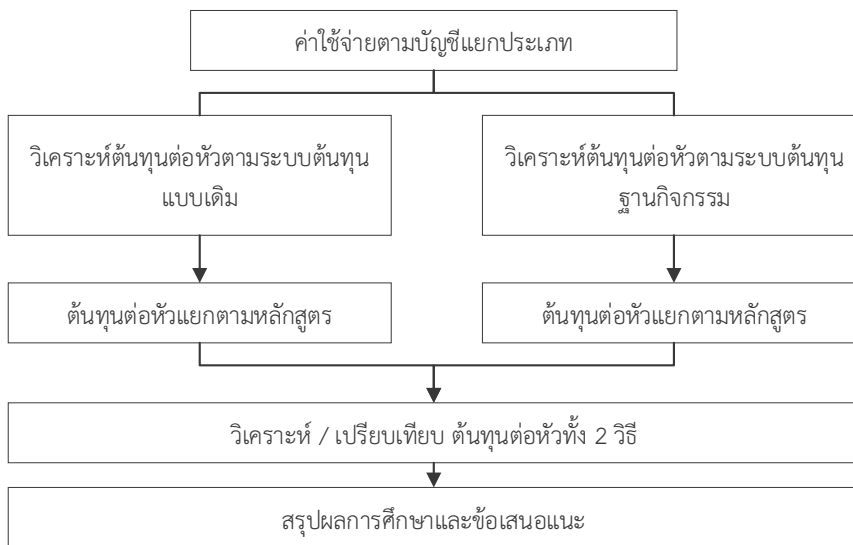 ค่าใช้จ่ายตามบัญชีแยกประเภท
วิเคราะห์ต้นทุนต่อหัวตามระบบต้นทุน
แบบเดิม
วิเคราะห์ต้นทุนต่อหัวตามระบบต้นทุน
ฐานกิจกรรม
ต้นทุนต่อหัวแยกตามหลักสูตร
ต้นทุนต่อหัวแยกตามหลักสูตร
วิเคราะห์ / เปรียบเทียบ ต้นทุนต่อหัวทั้ง 2 วิธี
สรุปผลการศึกษาและข้อเสนอแนะ